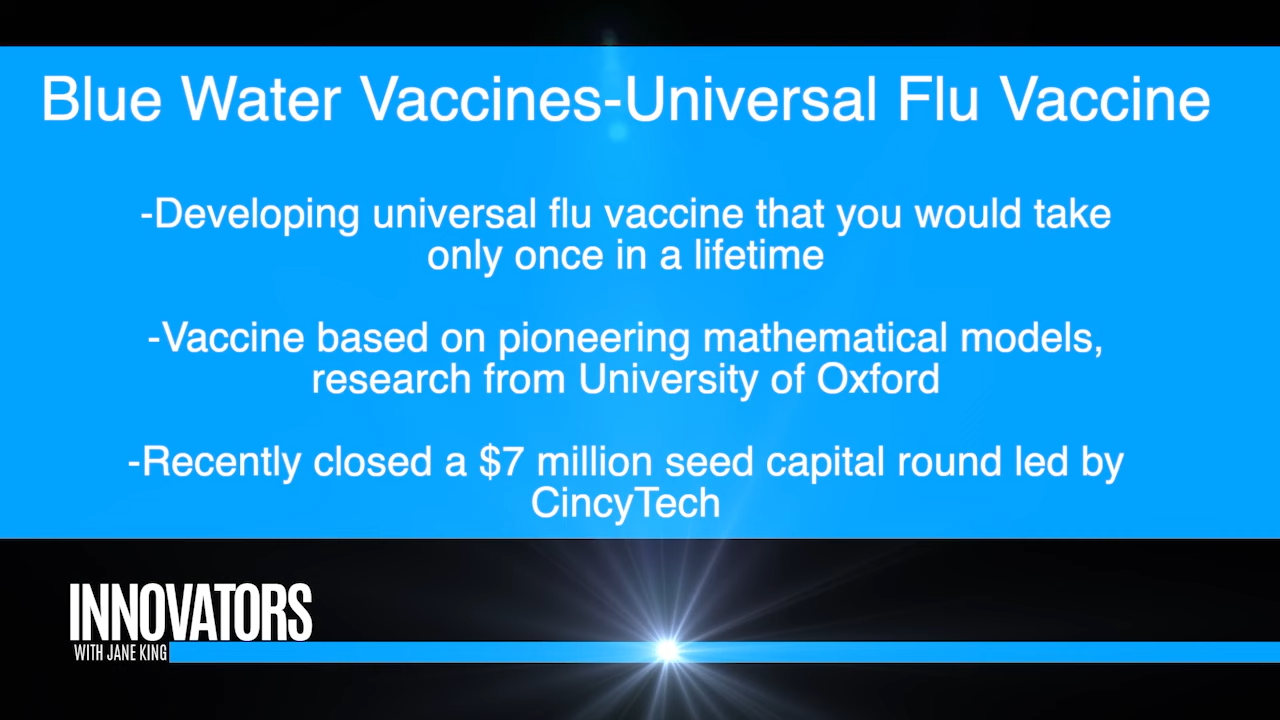 Blue Water Vaccines-Universal Flu Vaccine
-Developing universal flu vaccine that you would take
only once in a lifetime
-Vaccine based on pioneering mathematical models,
research from University of Oxford
-Recently closed a $7 million seed capital round led by
CincyTech
INNOVATORS
WITH JANE KING